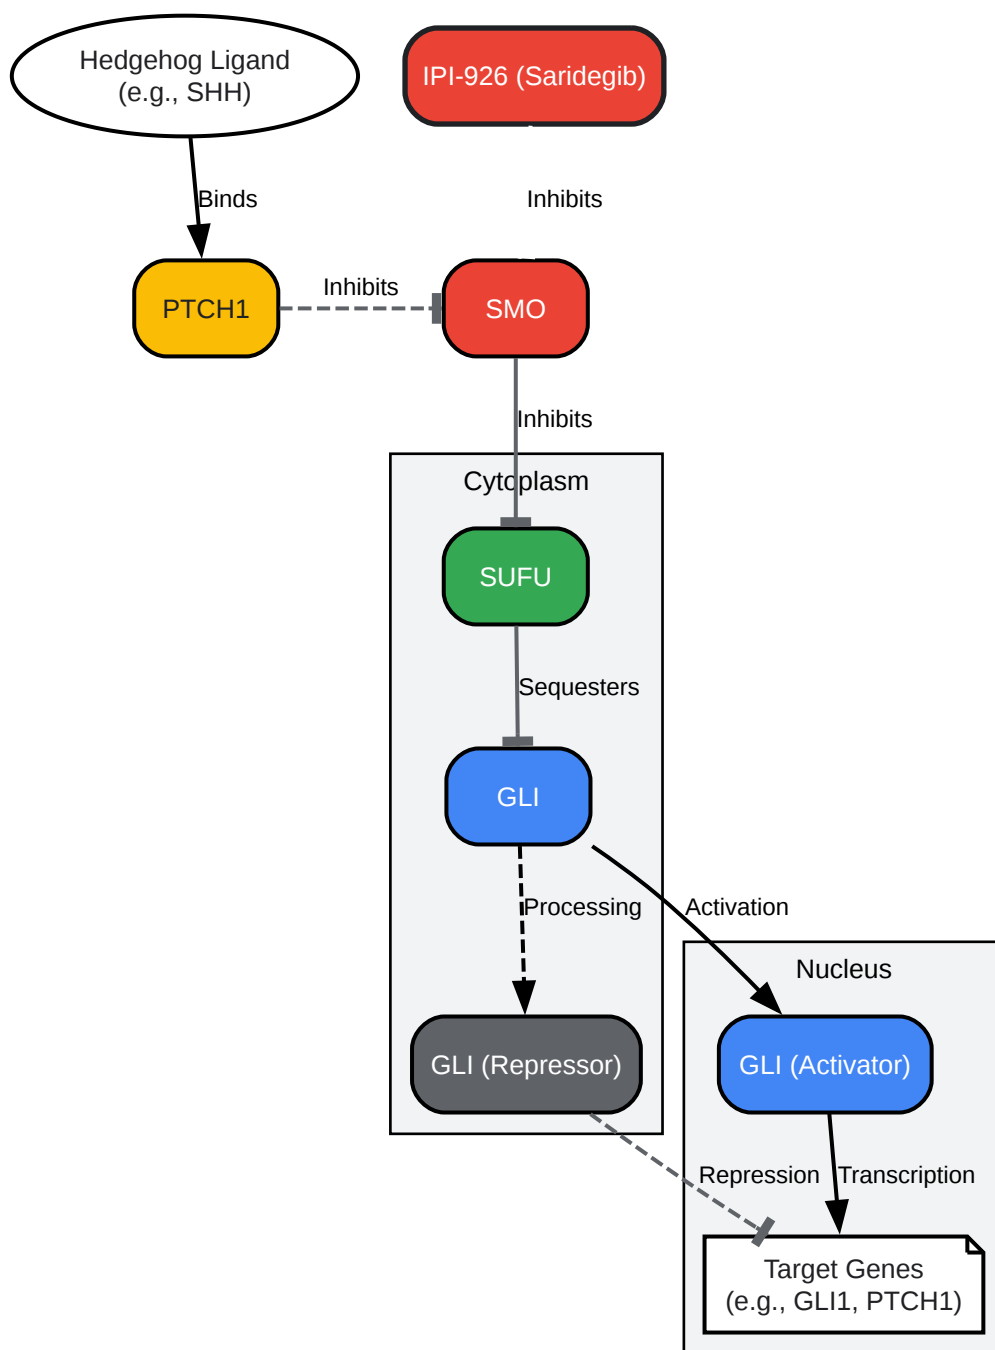 Hedgehog Ligand
(e.g., SHH)
IPI-926 (Saridegib)
Binds
Inhibits
Inhibits
PTCH1
SMO
Inhibits
Cytoplasm
SUFU
Sequesters
GLI
Processing
Activation
Nucleus
GLI (Repressor)
GLI (Activator)
Repression
Transcription
Target Genes
(e.g., GLI1, PTCH1)